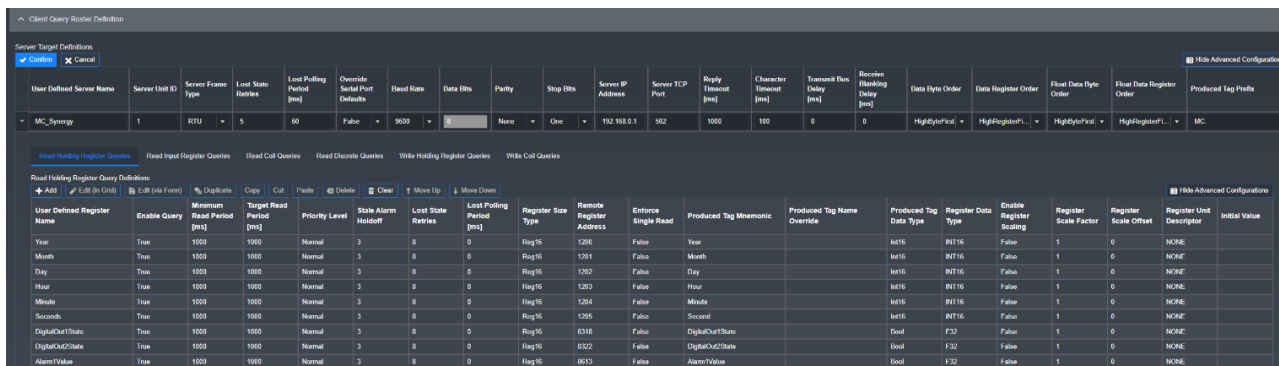 Client Query Roster Definition
Server Target Definitions
Confirm Cancel Hide Advanced Configuratio
User Defined Server Name Server Unit ID Server Frame Type Lost State Retries Lost Polling Period [ms] Override Serial Port Defaults Baud Rate Data Bits Parity Stop Bits Server IP Address Server TCP Port Reply Timeout [ms] Character Timeout [ms] Transmit Bus Delay [ms] Receive Blanking Delay [ms] Data Byte Order Data Register Order Float Data Byte Order Float Data Register Order Produced Tag Prefix
MC_Synergy 1 RTU 5 60 False 9600 8 None One 192.168.0.1 502 1000 100 0 0 HighByteFirst HighRegisterFi... HighByteFirst HighRegisterFi... MC.
Read Holding Register Queries Read Input Register Queries Read Coil Queries Read Discrete Queries Write Holding Register Queries Write Coil Queries
Read Holding Register Query Definitions
Add Edit (in Grid) Edit (via Form) Duplicate Copy Cut Paste Delete Clear Move Up Move Down Hide Advanced Configurations
User Defined Register Name Enable Query Minimum Read Period [ms] Target Read Period [ms] Priority Level Stale Alarm Holdoff Lost State Retries Lost Polling Period [ms] Register Size Type Remote Register Address Enforce Single Read Produced Tag Mnemonic Produced Tag Name Override Produced Tag Data Type Register Data Type Enable Register Scaling Register Scale Factor Register Scale Offset Register Unit Descriptor Initial Value
Year True 1000 1000 Normal 3 8 0 Reg16 1200 False Year Int16 INT16 False 1 0 NONE
Month True 1000 1000 Normal 3 8 0 Reg16 1201 False Month Int16 INT16 False 1 0 NONE
Day True 1000 1000 Normal 3 8 0 Reg16 1202 False Day Int16 INT16 False 1 0 NONE
Hour True 1000 1000 Normal 3 8 0 Reg16 1203 False Hour Int16 INT16 False 1 0 NONE
Minute True 1000 1000 Normal 3 8 0 Reg16 1204 False Minute Int16 INT16 False 1 0 NONE
Seconds True 1000 1000 Normal 3 8 0 Reg16 1205 False Second Int16 INT16 False 1 0 NONE
DigitalOut1State True 1000 1000 Normal 3 8 0 Reg16 8318 False DigitalOut1State Bool F32 False 1 0 NONE
DigitalOut2State True 1000 1000 Normal 3 8 0 Reg16 8322 False DigitalOut2State Bool F32 False 1 0 NONE
Alarm1Value True 1000 1000 Normal 3 8 0 Reg16 8613 False Alarm1Value Bool F32 False 1 0 NONE